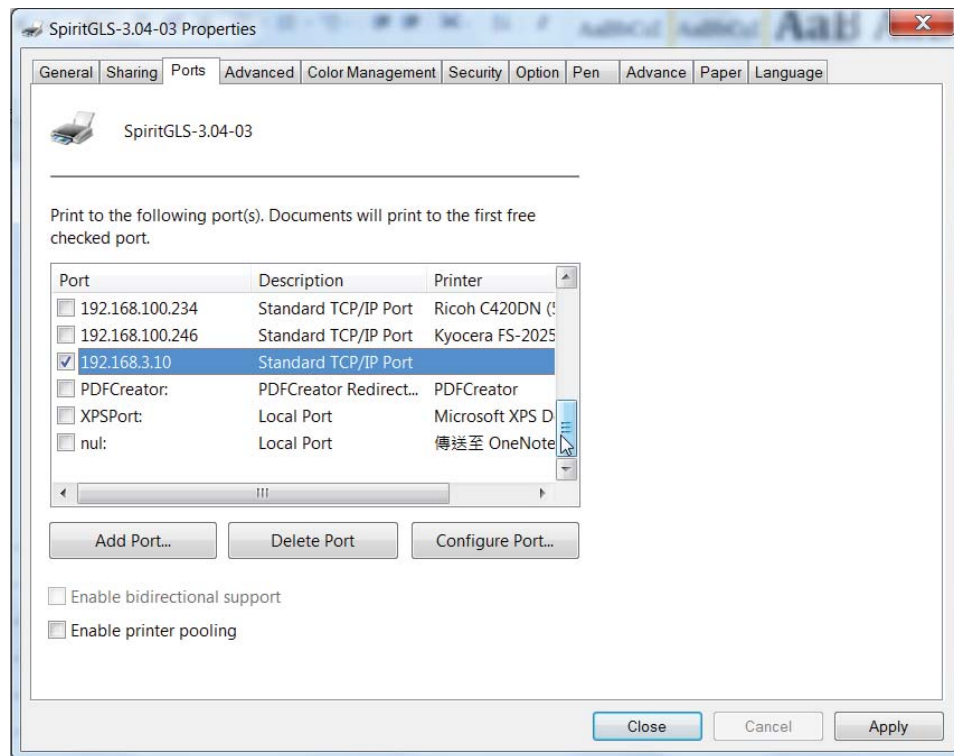 SpiritGLS-3.04-03 Properties
General Sharing Ports Advanced Color Management Security Option Pen Advance Paper Language
SpiritGLS-3.04-03
Print to the following port(s). Documents will print to the first free
checked port.
Port Description Printer
192.168.100.234 Standard TCP/IP Port Ricoh C420DN (
192.168.100.246 Standard TCP/IP Port Kyocera FS-2025
192.168.3.10 Standard TCP/IP Port
PDFCreator: PDFCreator Redirect... PDFCreator
XPSPort: Local Port Microsoft XPS D
nul: Local Port 傳送至 OneNote
Add Port... Delete Port Configure Port...
Enable bidirectional support
Enable printer pooling
Close Cancel Apply